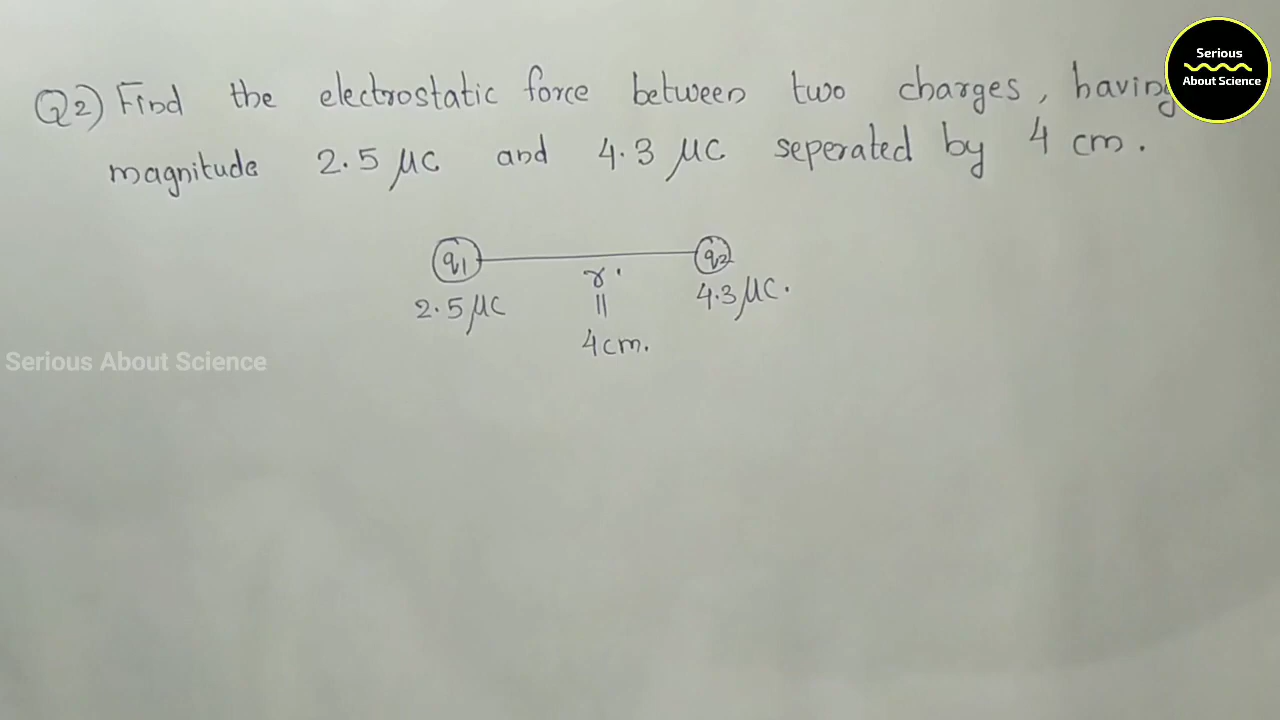 Serious
About Science
Q2) Find the electrostatic force between two charges, having
magnitude 2.5 μC and 4.3 μC seperated by 4 cm.
q1 q2
r.
2.5 μC 4.3 μC.
=
4cm.
Serious About Science